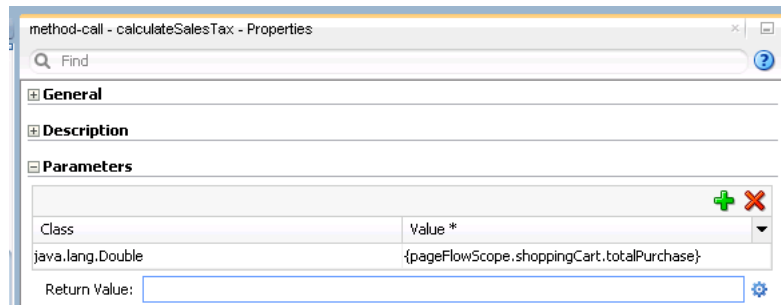 method-call - calculateSalesTax - Properties
Find
General
Description
Parameters
Class Value *
java.lang.Double {pageFlowScope.shoppingCart.totalPurchase}
Return Value: